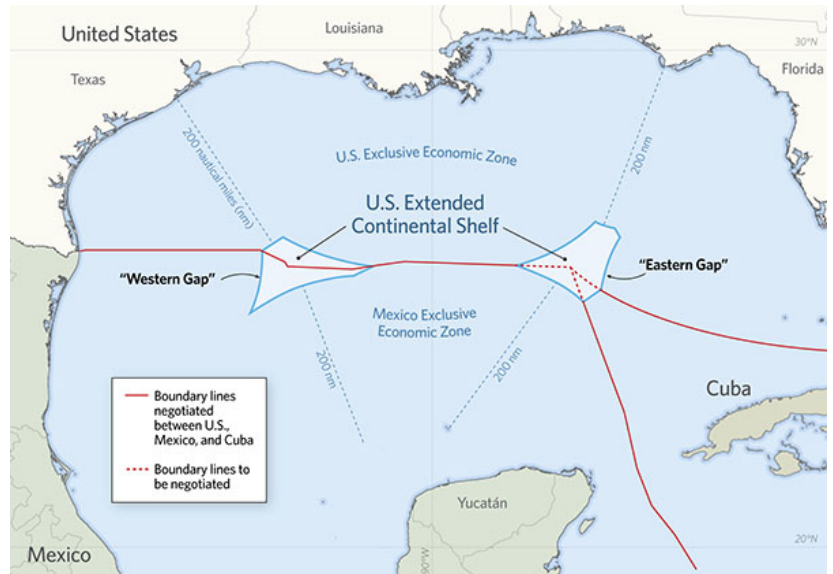 United States
Louisiana
30°N
Texas
Florida
200 nautical miles (nm)
U.S. Exclusive Economic Zone
200 nm
U.S. Extended
Continental Shelf
"Western Gap"
"Eastern Gap"
Mexico Exclusive
Economic Zone
200 nm
200 nm
Cuba
Boundary lines
negotiated
between U.S.,
Mexico, and Cuba
Boundary lines to
be negotiated
Yucatán
Mexico
90°W
20°N